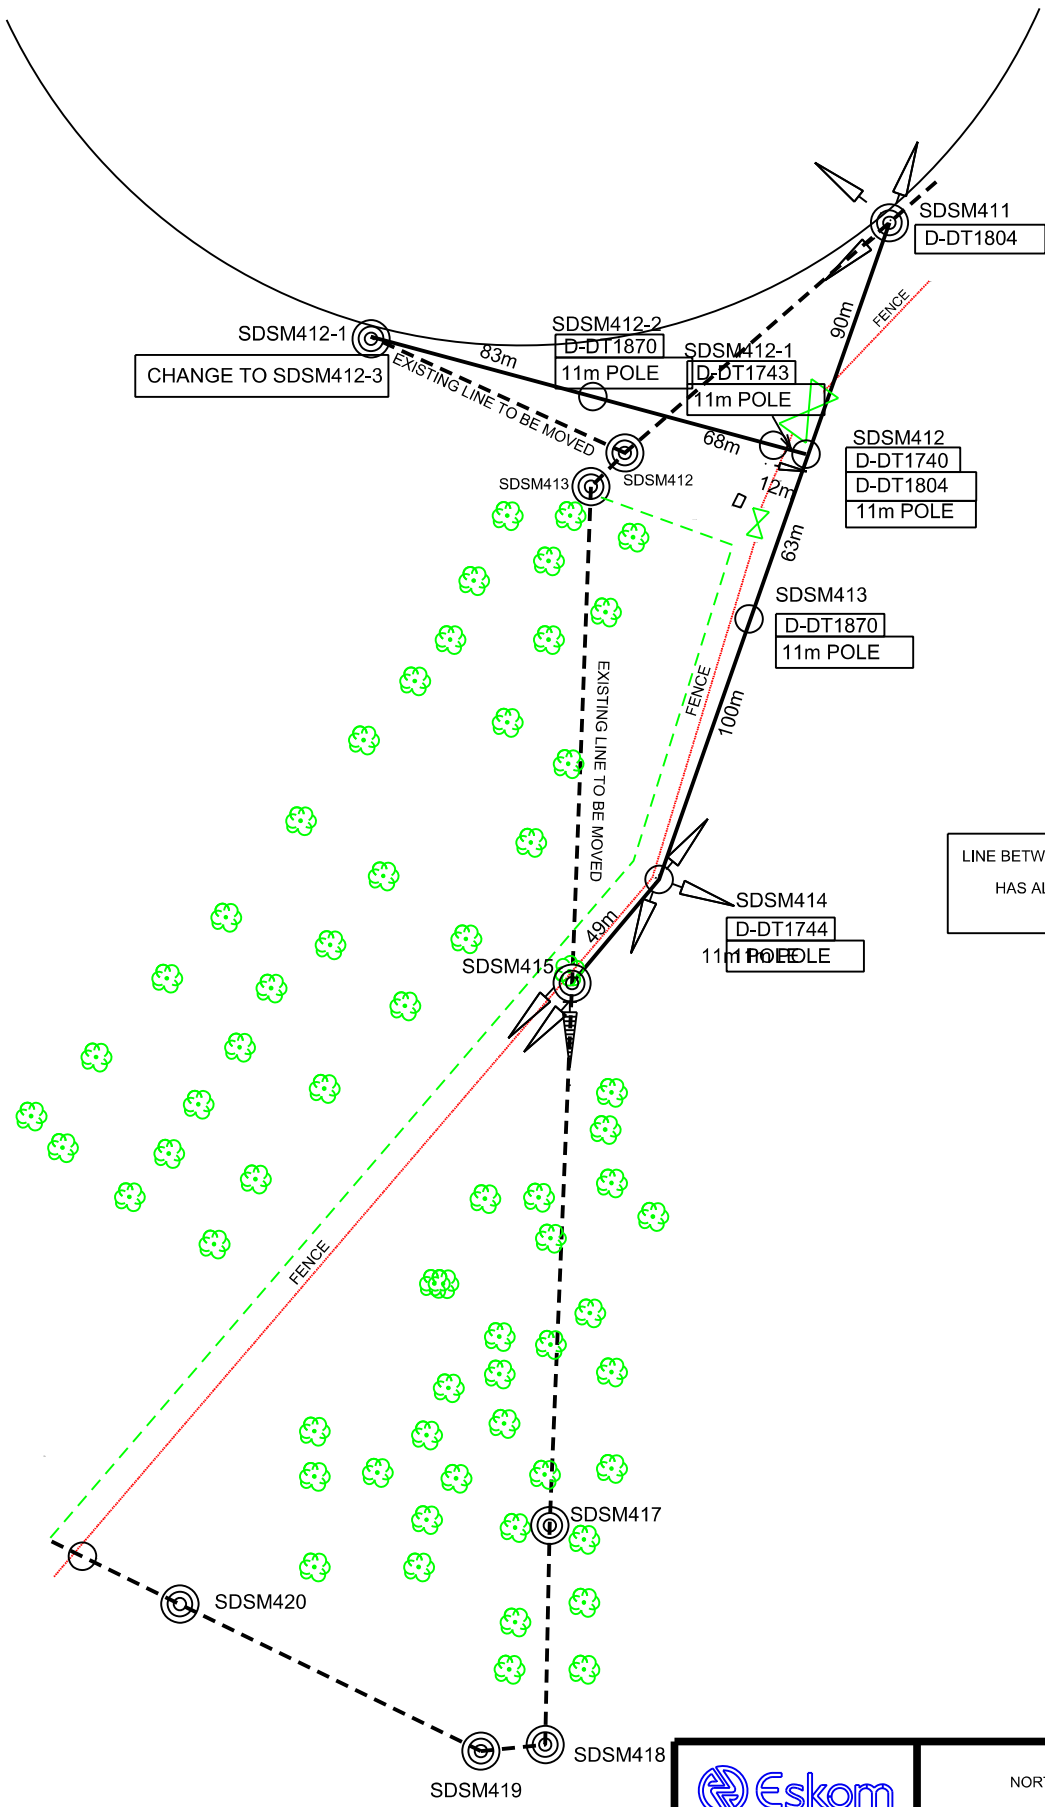 SDSM411
D-DT1804
90m
FENCE
SDSM412-1
CHANGE TO SDSM412-3
83m
EXISTING LINE TO BE MOVED
SDSM412-2
D-DT1870
11m POLE
SDSM412-1
D-DT1743
11m POLE
68m
12m
SDSM412
D-DT1740
D-DT1804
11m POLE
SDSM413
SDSM412
63m
SDSM413
D-DT1870
11m POLE
EXISTING LINE TO BE MOVED
FENCE
100m
LINE BETW
HAS AL
SDSM414
D-DT1744
11m POLE
49m
SDSM415
FENCE
SDSM417
SDSM420
SDSM418
SDSM419
Eskom
NORT